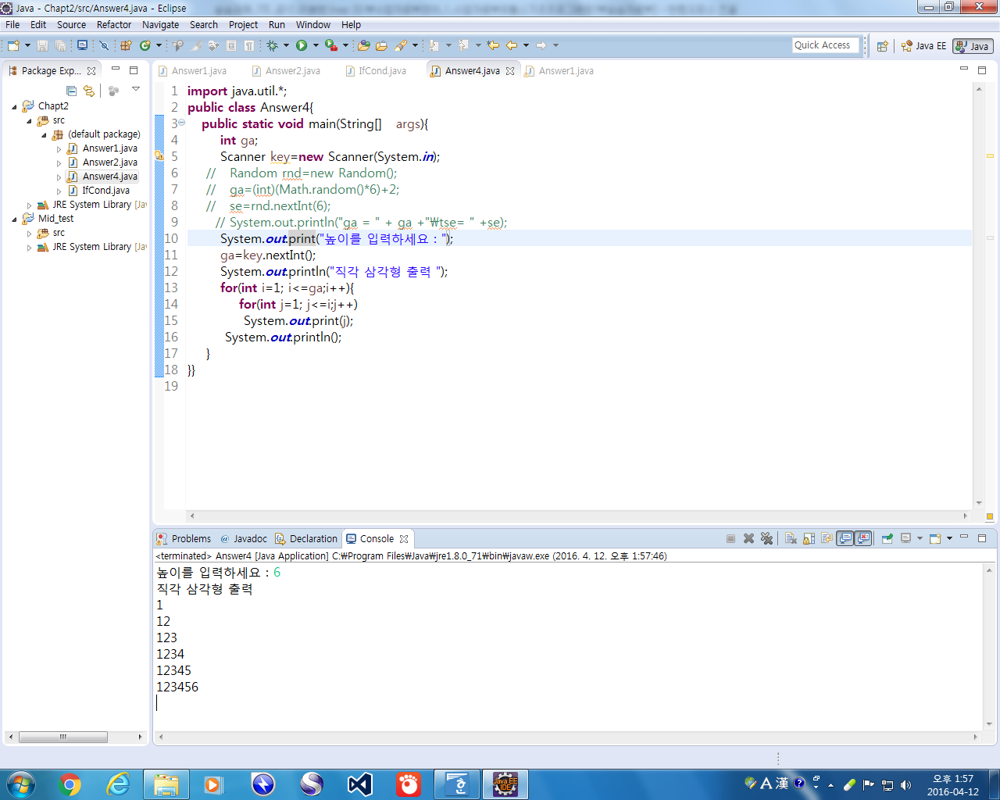 Java - Chapt2/src/Answer4.java - Eclipse
File Edit Source Refactor Navigate Search Project Run Window Help
Quick Access Java EE Java
Package Exp...
Chapt2
src
(default package)
Answer1.java
Answer2.java
Answer4.java
IfCond.java
JRE System Library [Jav
Mid_test
src
JRE System Library [Jav
Answer1.java Answer2.java IfCond.java Answer4.java Answer1.java
1 import java.util.*;
2 public class Answer4{
3 public static void main(String[] args){
4 int ga;
5 Scanner key=new Scanner(System.in);
6 // Random rnd=new Random();
7 // ga=(int)(Math.random()*6)+2;
8 // se=rnd.nextInt(6);
9 // System.out.println("ga = " + ga +"₩tse= " +se);
10 System.out.print("높이를 입력하세요 : ");
11 ga=key.nextInt();
12 System.out.println("직각 삼각형 출력 ");
13 for(int i=1; i<=ga;i++){
14 for(int j=1; j<=i;j++)
15 System.out.print(j);
16 System.out.println();
17 }
18 }}
19
Problems @ Javadoc Declaration Console
<terminated> Answer4 [Java Application] C:₩Program Files₩Java₩jre1.8.0_71₩bin₩javaw.exe (2016. 4. 12. 오후 1:57:46)
높이를 입력하세요 : 6
직각 삼각형 출력
1
12
123
1234
12345
123456
A 漢
오후 1:57
2016-04-12